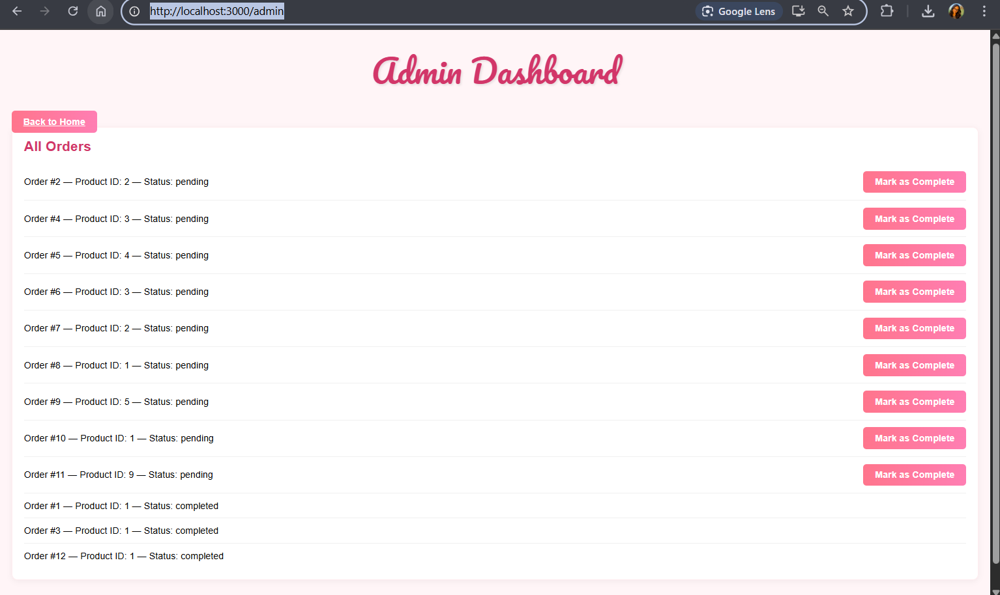 http://localhost:3000/admin
Google Lens
Admin Dashboard
Back to Home
All Orders
Order #2 — Product ID: 2 — Status: pending
Mark as Complete
Order #4 — Product ID: 3 — Status: pending
Mark as Complete
Order #5 — Product ID: 4 — Status: pending
Mark as Complete
Order #6 — Product ID: 3 — Status: pending
Mark as Complete
Order #7 — Product ID: 2 — Status: pending
Mark as Complete
Order #8 — Product ID: 1 — Status: pending
Mark as Complete
Order #9 — Product ID: 5 — Status: pending
Mark as Complete
Order #10 — Product ID: 1 — Status: pending
Mark as Complete
Order #11 — Product ID: 9 — Status: pending
Mark as Complete
Order #1 — Product ID: 1 — Status: completed
Order #3 — Product ID: 1 — Status: completed
Order #12 — Product ID: 1 — Status: completed